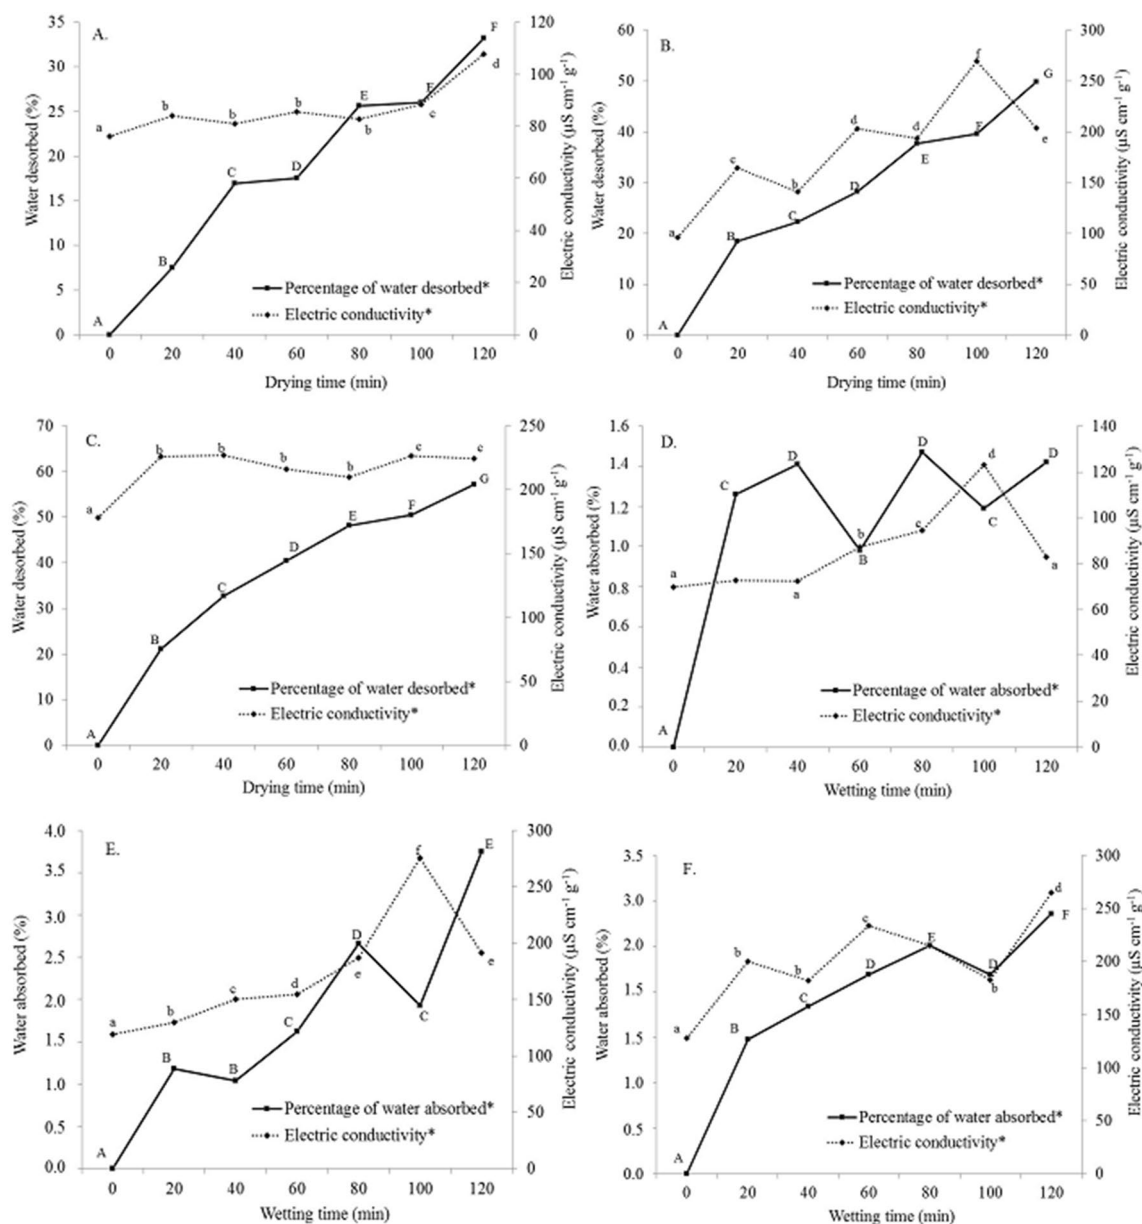 A.
Water desorbed (%)
35
30
25
20
15
10
5
0
Electric conductivity (µS cm⁻¹ g⁻¹)
120
100
80
60
40
20
0
a b b b b c d
A B C D E E F
Percentage of water desorbed*
Electric conductivity*
0 20 40 60 80 100 120
Drying time (min)
B.
Water desorbed (%)
60
50
40
30
20
10
0
Electric conductivity (µS cm⁻¹ g⁻¹)
300
250
200
150
100
50
0
a c b d d f e
A B C D E F G
Percentage of water desorbed*
Electric conductivity*
0 20 40 60 80 100 120
Drying time (min)
C.
Water desorbed (%)
70
60
50
40
30
20
10
0
Electric conductivity (µS cm⁻¹ g⁻¹)
250
200
150
100
50
0
a b b b b c c
A B C D E F G
Percentage of water desorbed*
Electric conductivity*
0 20 40 60 80 100 120
Drying time (min)
D.
Water absorbed (%)
1.6
1.4
1.2
1.0
0.8
0.6
0.4
0.2
0.0
Electric conductivity (µS cm⁻¹ g⁻¹)
140
120
100
80
60
40
20
0
a a b c d a
A C D B D C D
Percentage of water absorbed*
Electric conductivity*
0 20 40 60 80 100 120
Wetting time (min)
E.
Water absorbed (%)
4.0
3.5
3.0
2.5
2.0
1.5
1.0
0.5
0.0
Electric conductivity (µS cm⁻¹ g⁻¹)
300
250
200
150
100
50
0
a b c d e f e
A B B C D C E
Percentage of water absorbed*
Electric conductivity*
0 20 40 60 80 100 120
Wetting time (min)
F.
Water absorbed (%)
3.5
3.0
2.0
1.5
1.5
1.0
0.5
0.0
Electric conductivity (µS cm⁻¹ g⁻¹)
300
250
200
150
100
50
0
a b b c b d
A B C D E D F
Percentage of water absorbed*
Electric conductivity*
0 20 40 60 80 100 120
Wetting time (min)